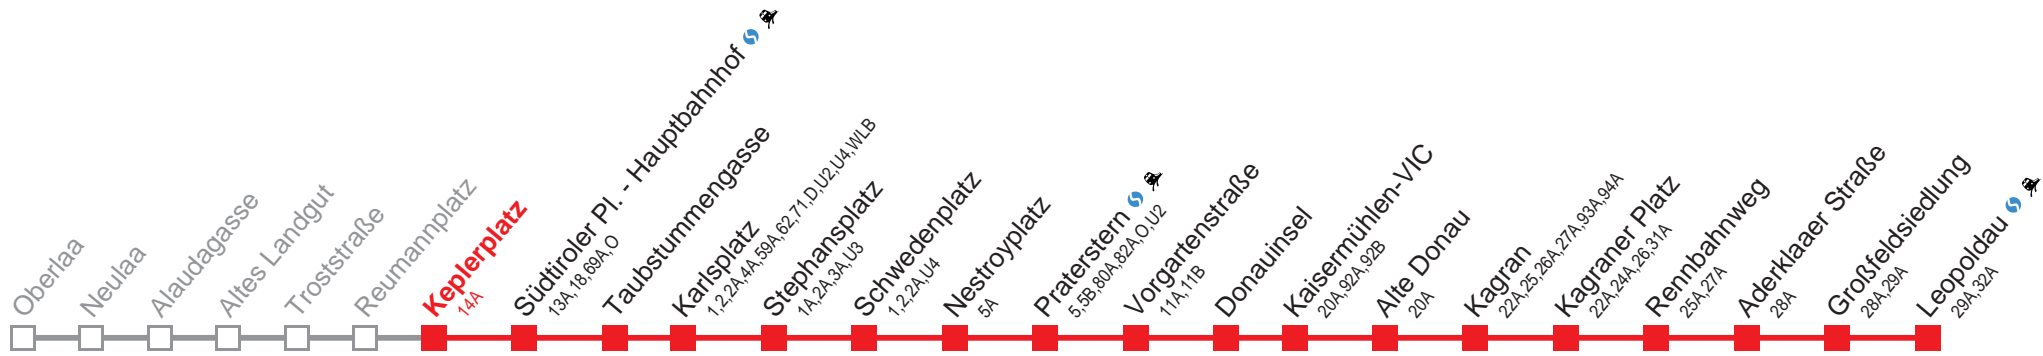 Oberlaa
Neulaa
Alaudagasse
Altes Landgut
Troststraße
Reumannplatz
Keplerplatz
14A
Südtiroler Pl. - Hauptbahnhof
13A,18,69A,O
Taubstummengasse
Karlsplatz
1,2,2A,4A,59A,62,71,D,U2,U4,WLB
Stephansplatz
1A,2A,3A,U3
Schwedenplatz
1,2,2A,U4
Nestroyplatz
5A
Praterstern
5,5B,80A,82A,O,U2
Vorgartenstraße
11A,11B
Donauinsel
Kaisermühlen-VIC
20A,92A,92B
Alte Donau
20A
Kagran
22A,25,26A,27A,93A,94A
Kagraner Platz
22A,24A,26,31A
Rennbahnweg
25A,27A
Aderklaaer Straße
28A
Großfeldsiedlung
28A,29A
Leopoldau
29A,32A